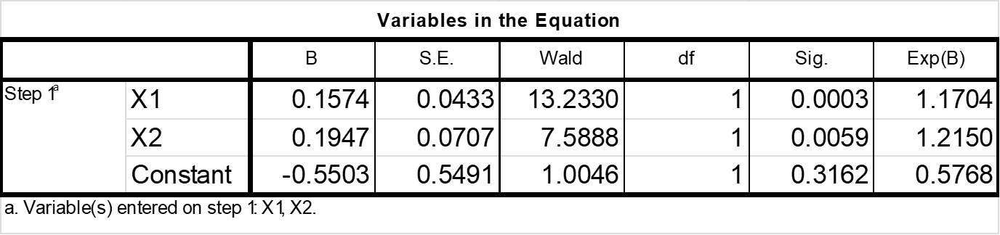 Variables in the Equation
B S.E. Wald df Sig. Exp(B)
Step 1a X1 0.1574 0.0433 13.2330 1 0.0003 1.1704
X2 0.1947 0.0707 7.5888 1 0.0059 1.2150
Constant -0.5503 0.5491 1.0046 1 0.3162 0.5768
a. Variable(s) entered on step 1: X1, X2.